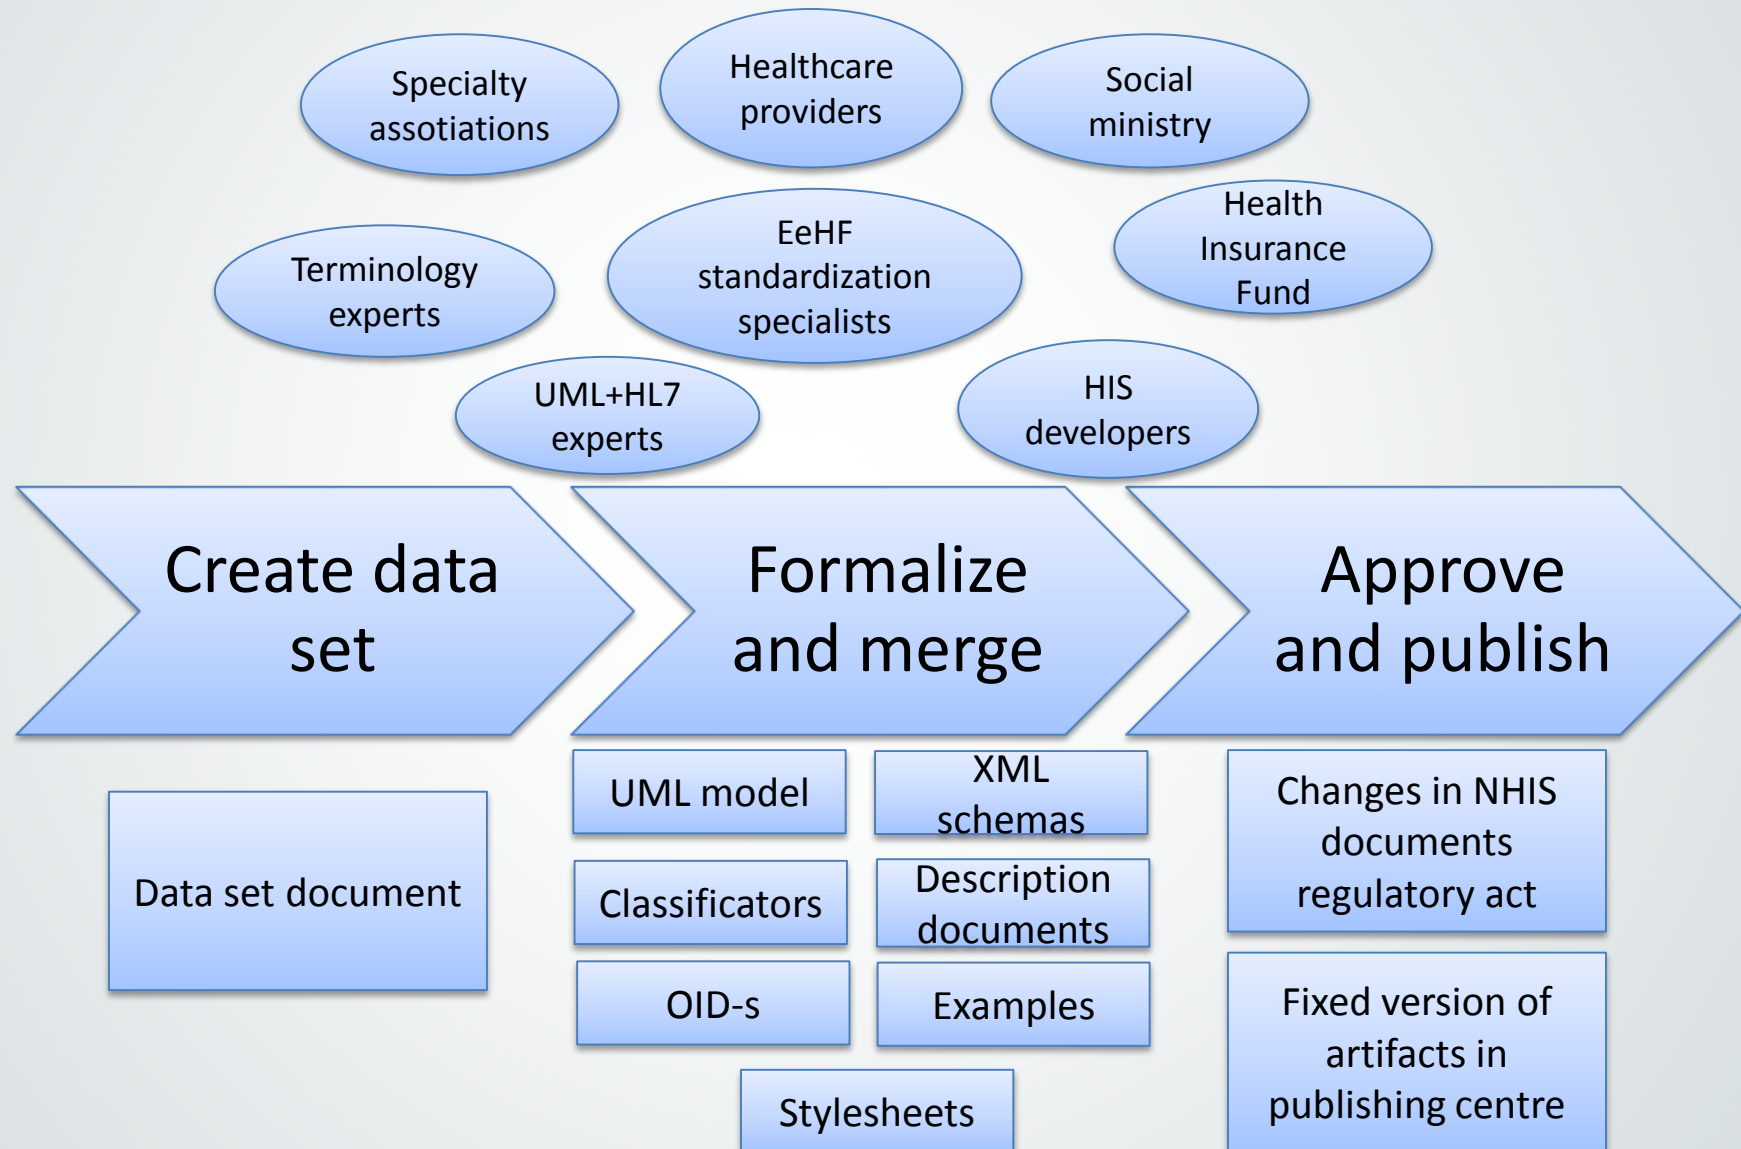 Specialty
assotiations
Healthcare
providers
Social
ministry
Terminology
experts
EeHF
standardization
specialists
Health
Insurance
Fund
UML+HL7
experts
HIS
developers
Create data
set
Formalize
and merge
Approve
and publish
Data set document
UML model
XML
schemas
Classificators
Description
documents
OID-s
Examples
Stylesheets
Changes in NHIS
documents
regulatory act
Fixed version of
artifacts in
publishing centre